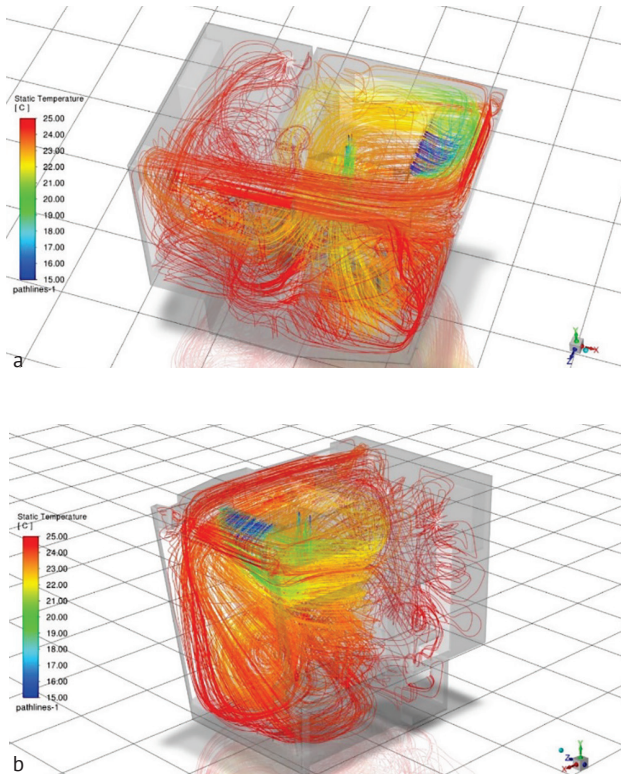 Static Temperature
[ C ]
25.00
24.00
23.00
22.00
21.00
20.00
19.00
18.00
17.00
16.00
15.00
pathlines-1
Y
X
Z
a
Static Temperature
[ C ]
25.00
24.00
23.00
22.00
21.00
20.00
19.00
18.00
17.00
16.00
15.00
pathlines-1
Y
Z
X
b